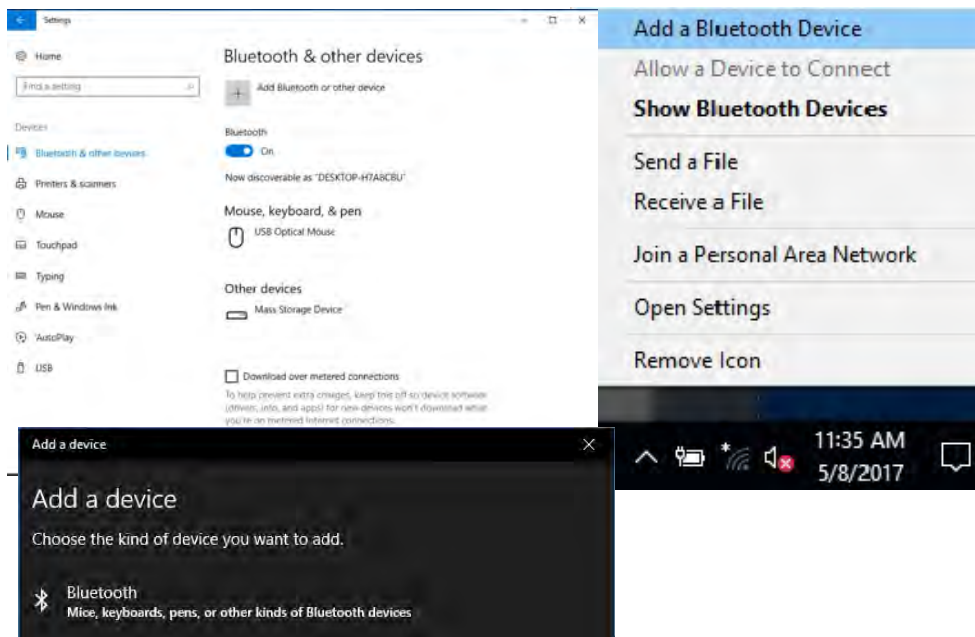 Settings
Home
Find a setting
Devices
Bluetooth & other devices
Printers & scanners
Mouse
Touchpad
Typing
Pen & Windows Ink
AutoPlay
USB
Bluetooth & other devices
Add Bluetooth or other device
Bluetooth
On
Now discoverable as "DESKTOP-H7A8C8U"
Mouse, keyboard, & pen
USB Optical Mouse
Other devices
Mass Storage Device
Download over metered connections
To help prevent extra charges, keep this off so device software
(drivers, info, and apps) for new devices won't download while
you're on metered Internet connections.
Add a Bluetooth Device
Allow a Device to Connect
Show Bluetooth Devices
Send a File
Receive a File
Join a Personal Area Network
Open Settings
Remove Icon
11:35 AM
5/8/2017
Add a device
Add a device
Choose the kind of device you want to add.
Bluetooth
Mice, keyboards, pens, or other kinds of Bluetooth devices